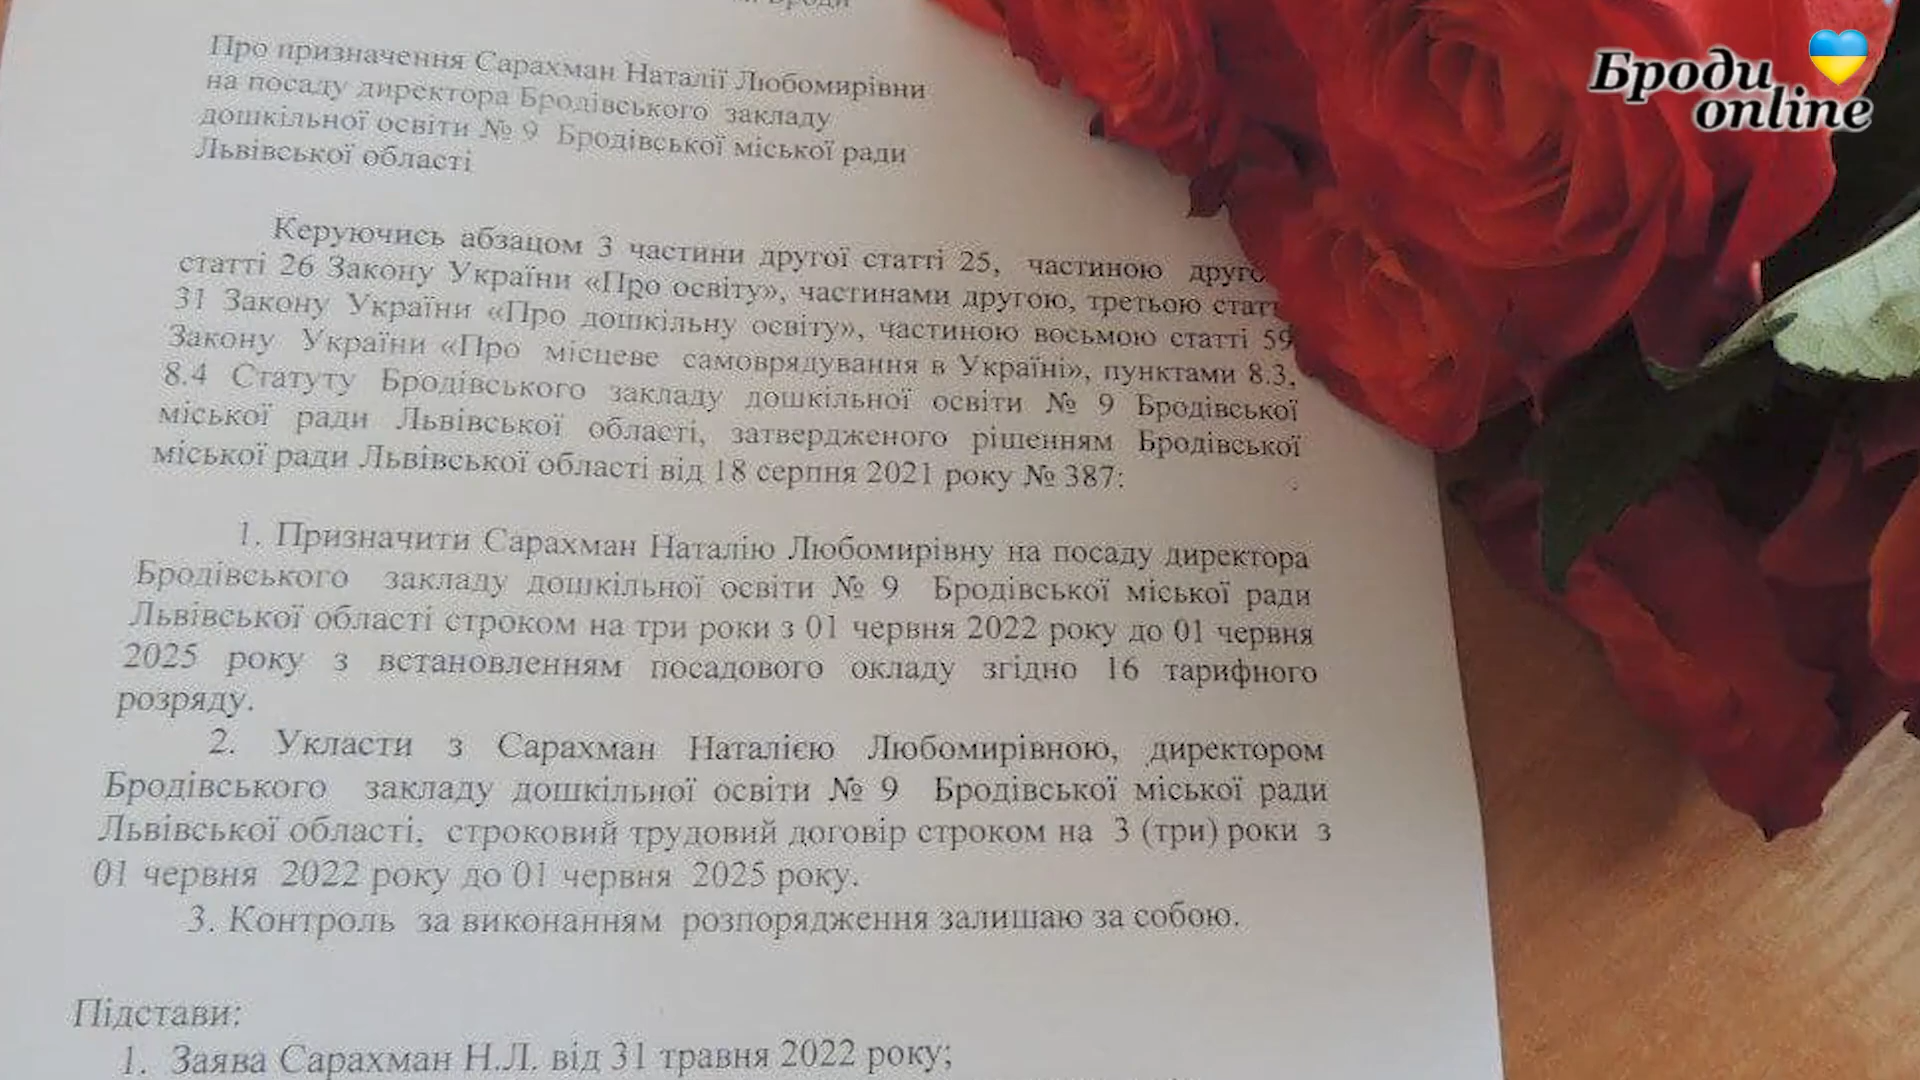 Про призначення Сарахман Наталії Любомирівни
на посаду директора Бродівського закладу
дошкільної освіти № 9 Бродівської міської ради
Львівської області
Керуючись абзацом 3 частини другої статті 25, частиною
статті 26 Закону України «Про освіту», частинами другою, третьою
31 Закону України «Про дошкільну освіту», частиною восьмою статті 59
Закону України «Про місцеве самоврядування в Україні», пунктами 8.3,
8.4 Статуту Бродівського закладу дошкільної освіти № 9 Бродівської
міської ради Львівської області, затвердженого рішенням Бродівської
міської ради Львівської області від 18 серпня 2021 року № 387:
1. Призначити Сарахман Наталію Любомирівну на посаду директора
Бродівського закладу дошкільної освіти № 9 Бродівської міської ради
Львівської області строком на три роки з 01 червня 2022 року до 01 червня
2025 року з встановленням посадового окладу згідно 16 тарифного
розряду.
2. Укласти з Сарахман Наталією Любомирівною, директором
Бродівського закладу дошкільної освіти № 9 Бродівської міської ради
Львівської області, строковий трудовий договір строком на 3 (три) роки з
01 червня 2022 року до 01 червня 2025 року.
3. Контроль за виконанням розпорядження залишаю за собою.
Підстави:
1. Заява Сарахман Н.Л. від 31 травня 2022 року;
Броди
online